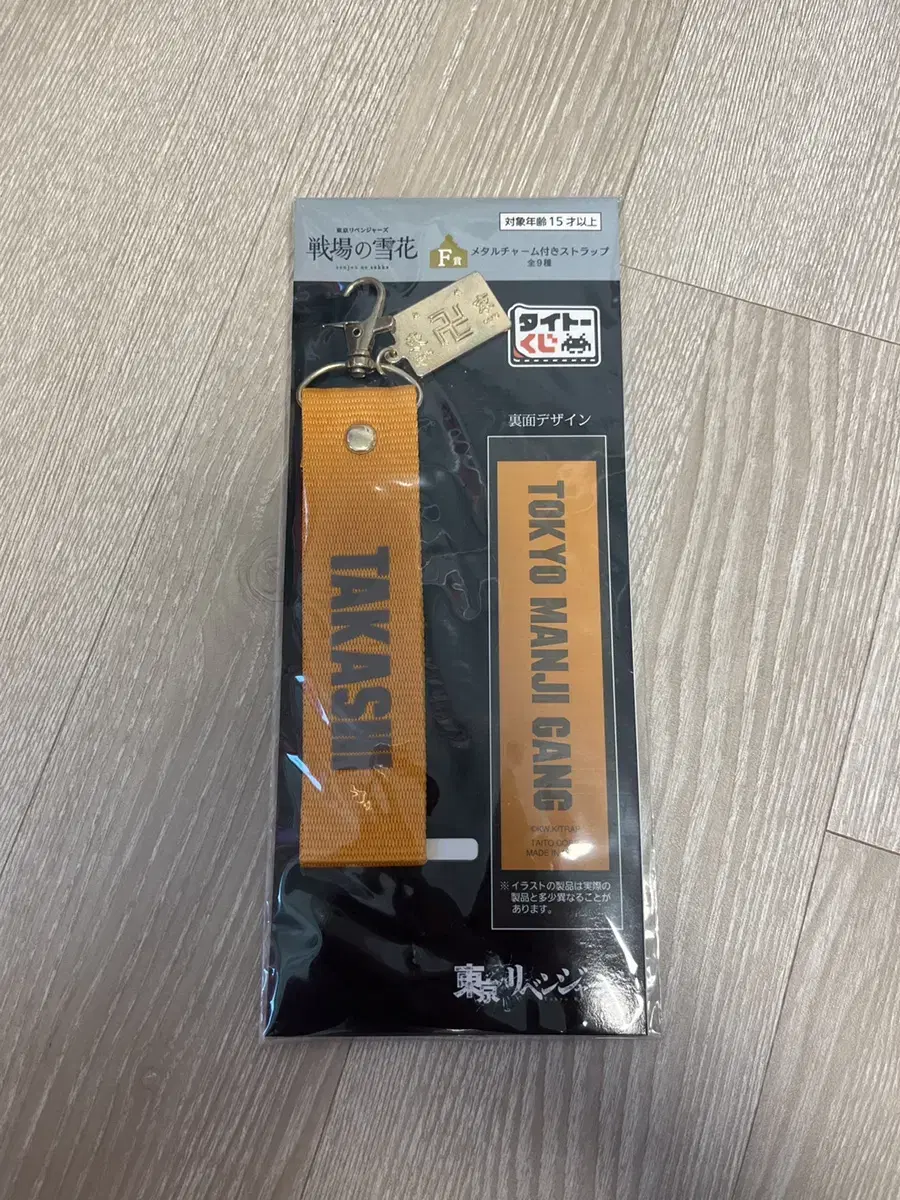 対象年齢15才以上
東京リベンジャーズ
戦場の雪花
senjou no sekka
F賞
メタルチャーム付きストラップ
全9種
卍
タイトー
くじ
裏面デザイン
TAKASHI
TOKYO MANJI GANG
TAITO
MADE IN
※イラストの製品は実際の
製品と多少異なることが
あります。
東京リベンジ